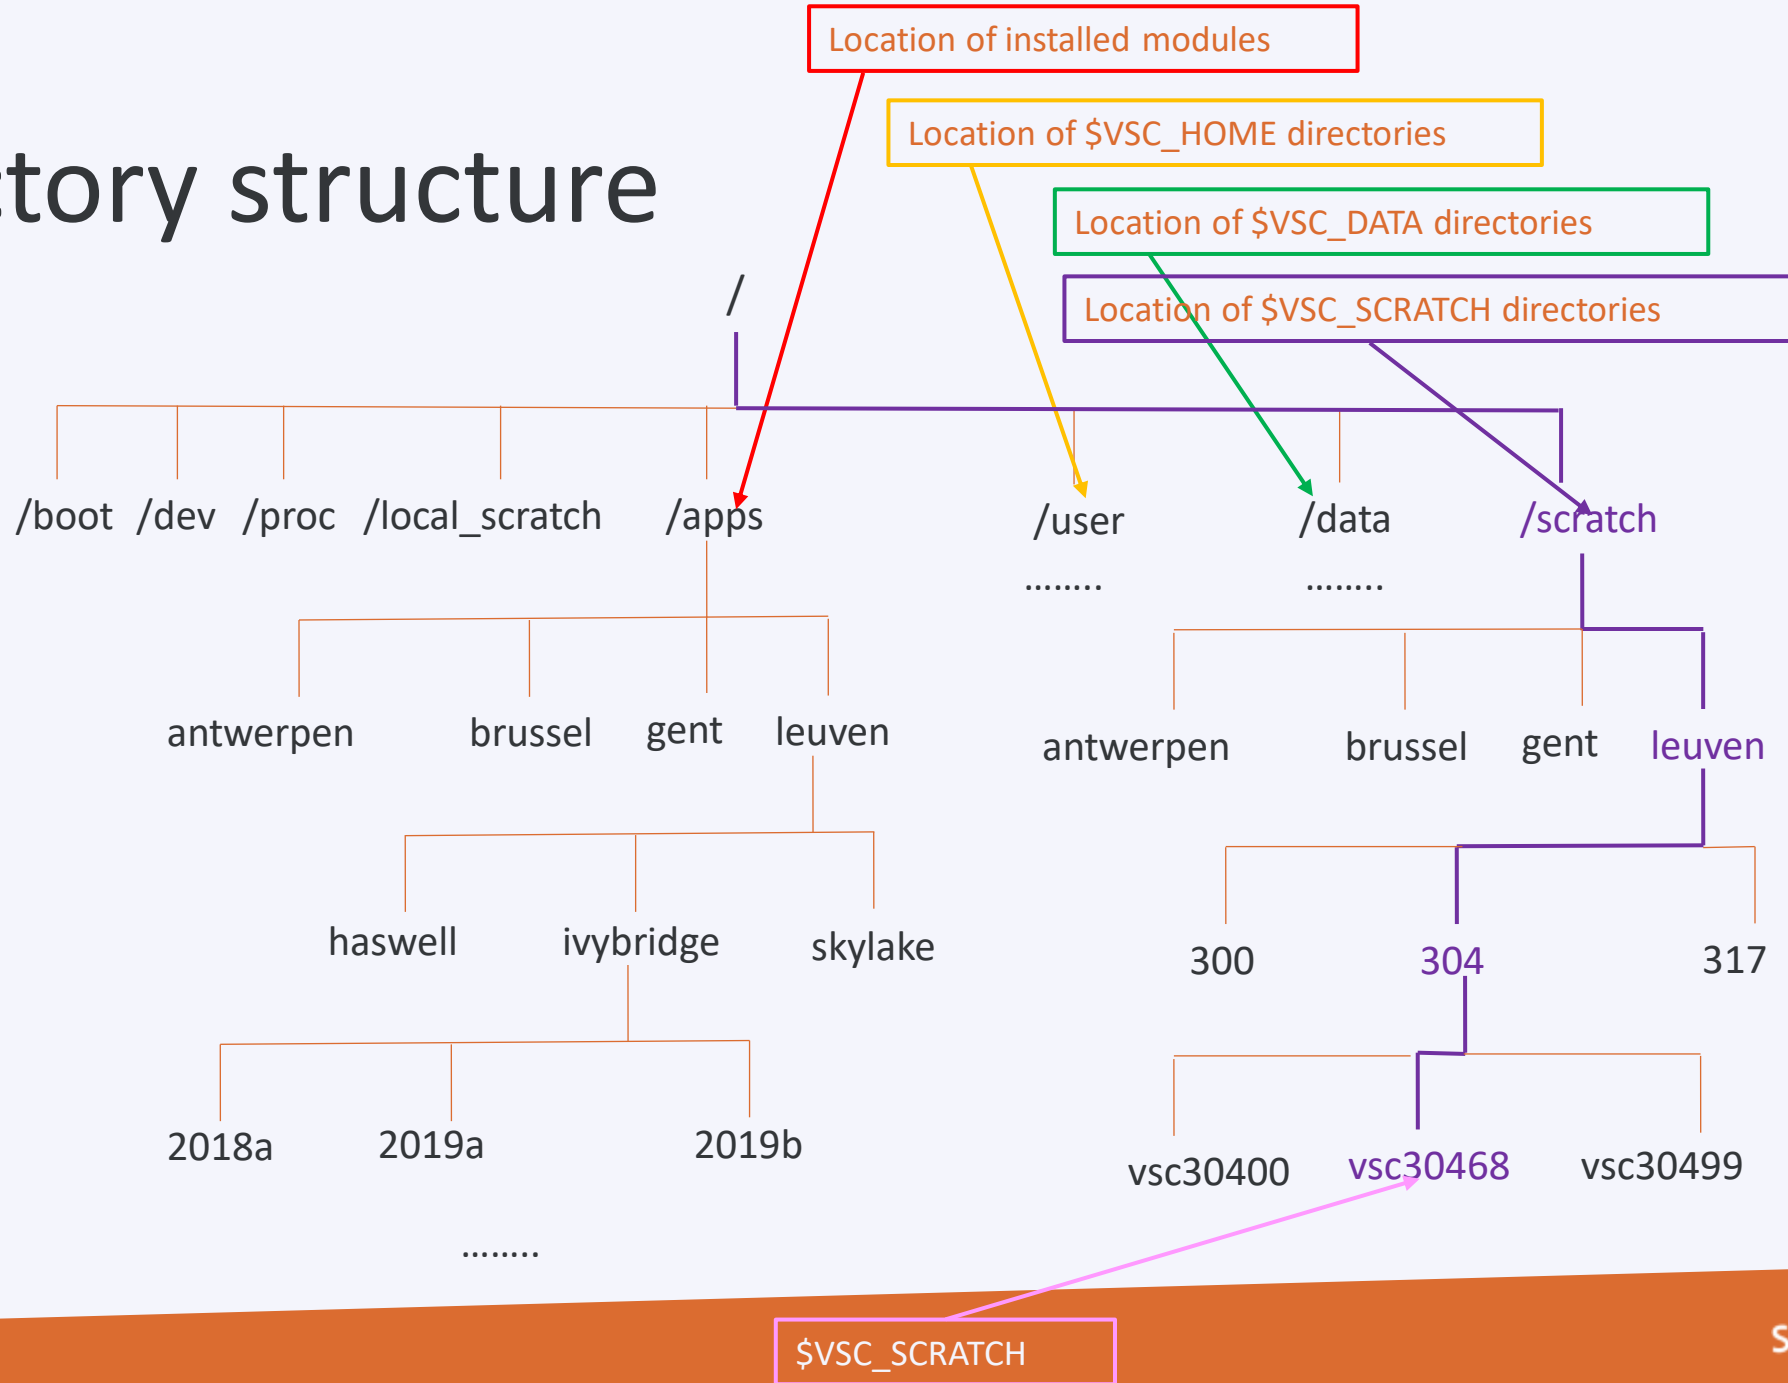 Location of installed modules
Location of $VSC_HOME directories
ctory structure
Location of $VSC_DATA directories
/
Location of $VSC_SCRATCH directories
/boot /dev /proc /local_scratch /apps /user /data /scratch
…….. ……..
antwerpen brussel gent leuven antwerpen brussel gent leuven
haswell ivybridge skylake 300 304 317
2018a 2019a 2019b vsc30400 vsc30468 vsc30499
……..
$VSC_SCRATCH
S